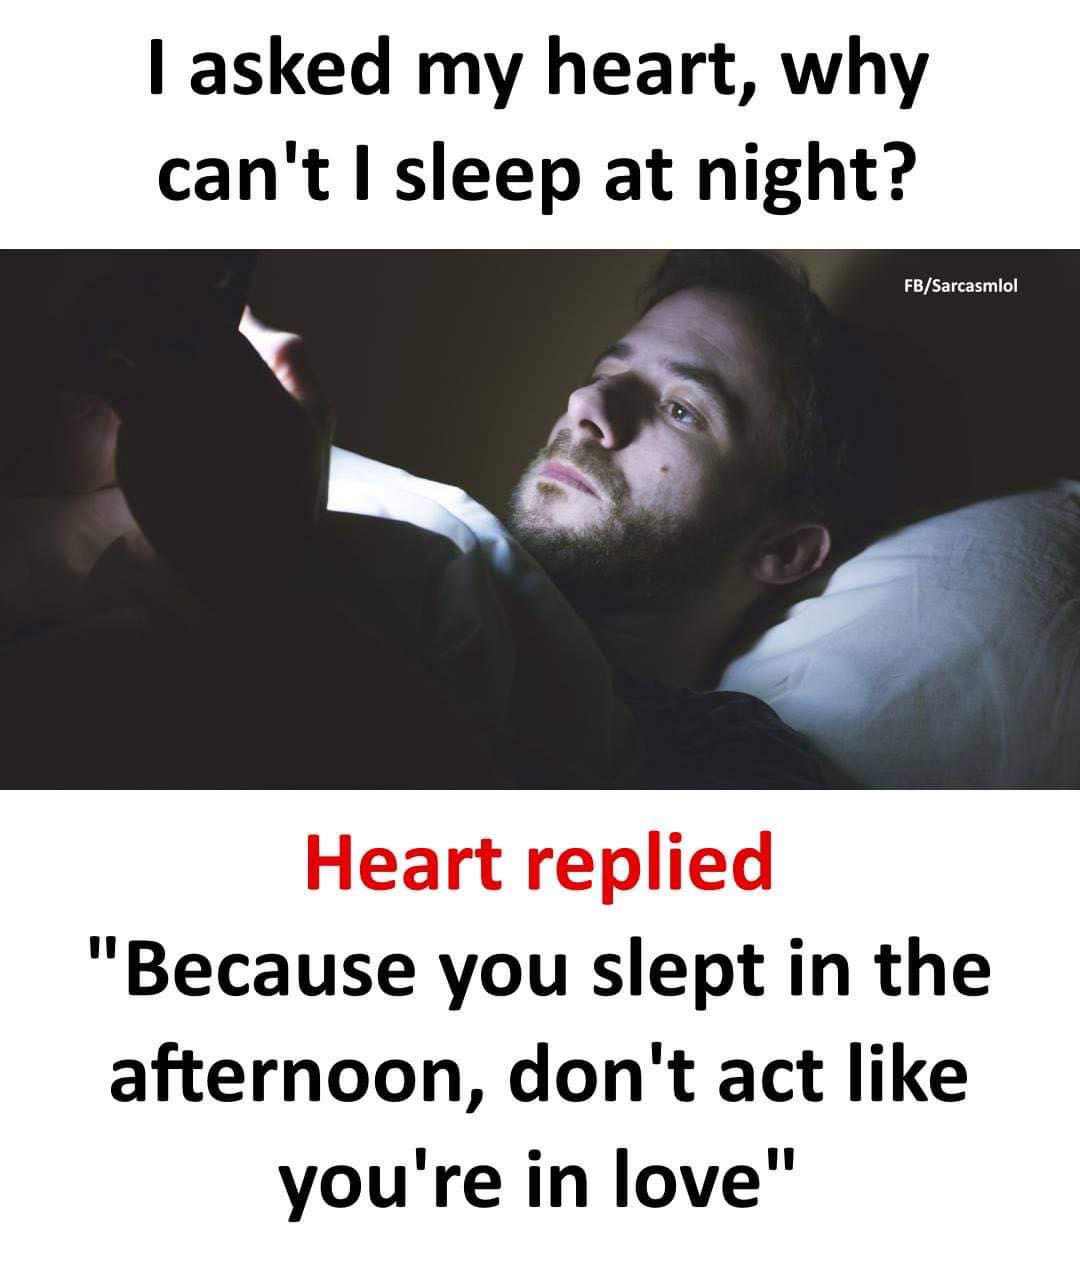 I asked my heart, why
can't I sleep at night?
FB/Sarcasmlol
Heart replied
"Because you slept in the
afternoon, don't act like
you're in love"